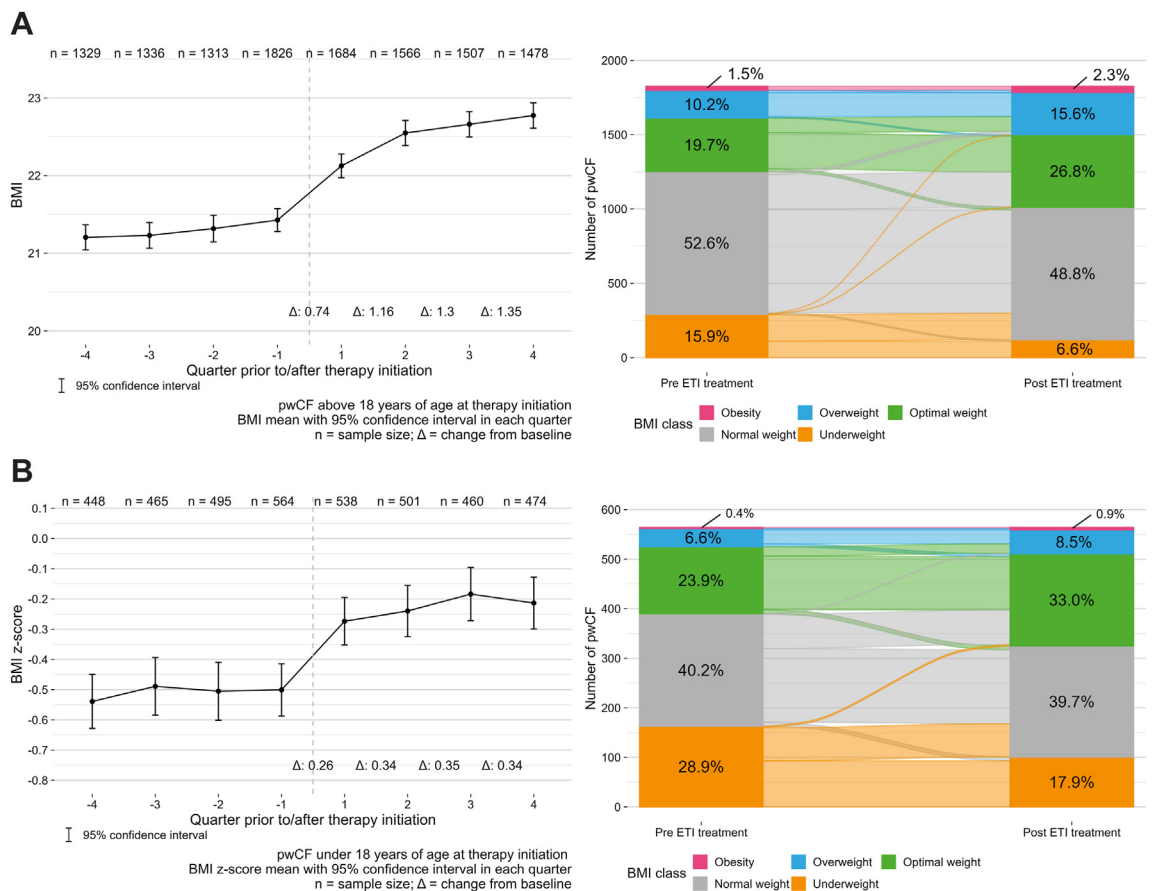 A
n = 1329 n = 1336 n = 1313 n = 1826 n = 1684 n = 1566 n = 1507 n = 1478
23
22
21
20
BMI
Δ: 0.74 Δ: 1.16 Δ: 1.3 Δ: 1.35
-4 -3 -2 -1 1 2 3 4
Quarter prior to/after therapy initiation
95% confidence interval
pwCF above 18 years of age at therapy initiation
BMI mean with 95% confidence interval in each quarter
n = sample size; Δ = change from baseline
2000
1500
1000
500
0
Number of pwCF
1.5%
10.2%
19.7%
52.6%
15.9%
2.3%
15.6%
26.8%
48.8%
6.6%
Pre ETI treatment Post ETI treatment
BMI class
Obesity Overweight Optimal weight
Normal weight Underweight
B
n = 448 n = 465 n = 495 n = 564 n = 538 n = 501 n = 460 n = 474
0.1
0.0
-0.1
-0.2
-0.3
-0.4
-0.5
-0.6
-0.7
-0.8
BMI z-score
Δ: 0.26 Δ: 0.34 Δ: 0.35 Δ: 0.34
-4 -3 -2 -1 1 2 3 4
Quarter prior to/after therapy initiation
95% confidence interval
pwCF under 18 years of age at therapy initiation
BMI z-score mean with 95% confidence interval in each quarter
n = sample size; Δ = change from baseline
600
500
400
300
200
100
0
Number of pwCF
0.4%
6.6%
23.9%
40.2%
28.9%
0.9%
8.5%
33.0%
39.7%
17.9%
Pre ETI treatment Post ETI treatment
BMI class
Obesity Overweight Optimal weight
Normal weight Underweight